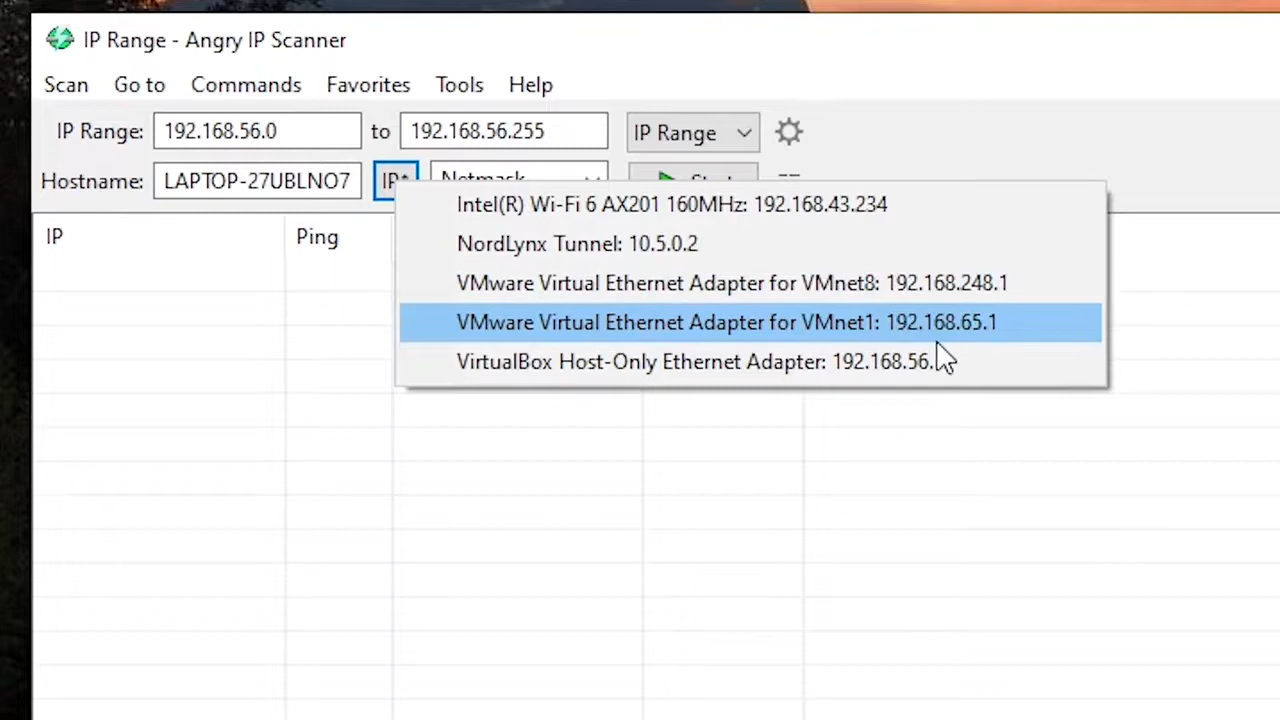 IP Range - Angry IP Scanner
Scan Go to Commands Favorites Tools Help
IP Range: 192.168.56.0 to 192.168.56.255 IP Range
Hostname: LAPTOP-27UBLNO7 IP Netmask
Intel(R) Wi-Fi 6 AX201 160MHz: 192.168.43.234
IP Ping
NordLynx Tunnel: 10.5.0.2
VMware Virtual Ethernet Adapter for VMnet8: 192.168.248.1
VMware Virtual Ethernet Adapter for VMnet1: 192.168.65.1
VirtualBox Host-Only Ethernet Adapter: 192.168.56.